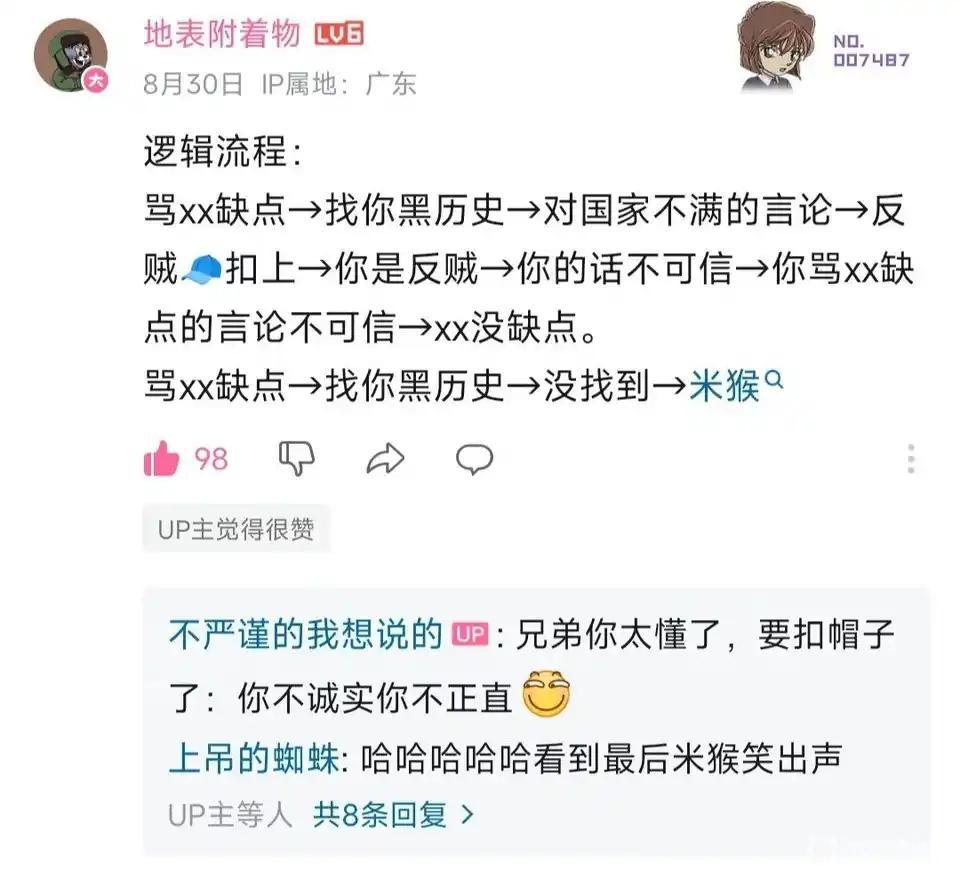 地表附着物 LV6
NO.
007487
大
8月30日 IP属地：广东
逻辑流程：
骂xx缺点→找你黑历史→对国家不满的言论→反
贼🧢扣上→你是反贼→你的话不可信→你骂xx缺
点的言论不可信→xx没缺点。
骂xx缺点→找你黑历史→没找到→米猴
98
UP主觉得很赞
不严谨的我想说的 UP：兄弟你太懂了，要扣帽子
了：你不诚实你不正直
上吊的蜘蛛: 哈哈哈哈哈看到最后米猴笑出声
UP主等人 共8条回复 >